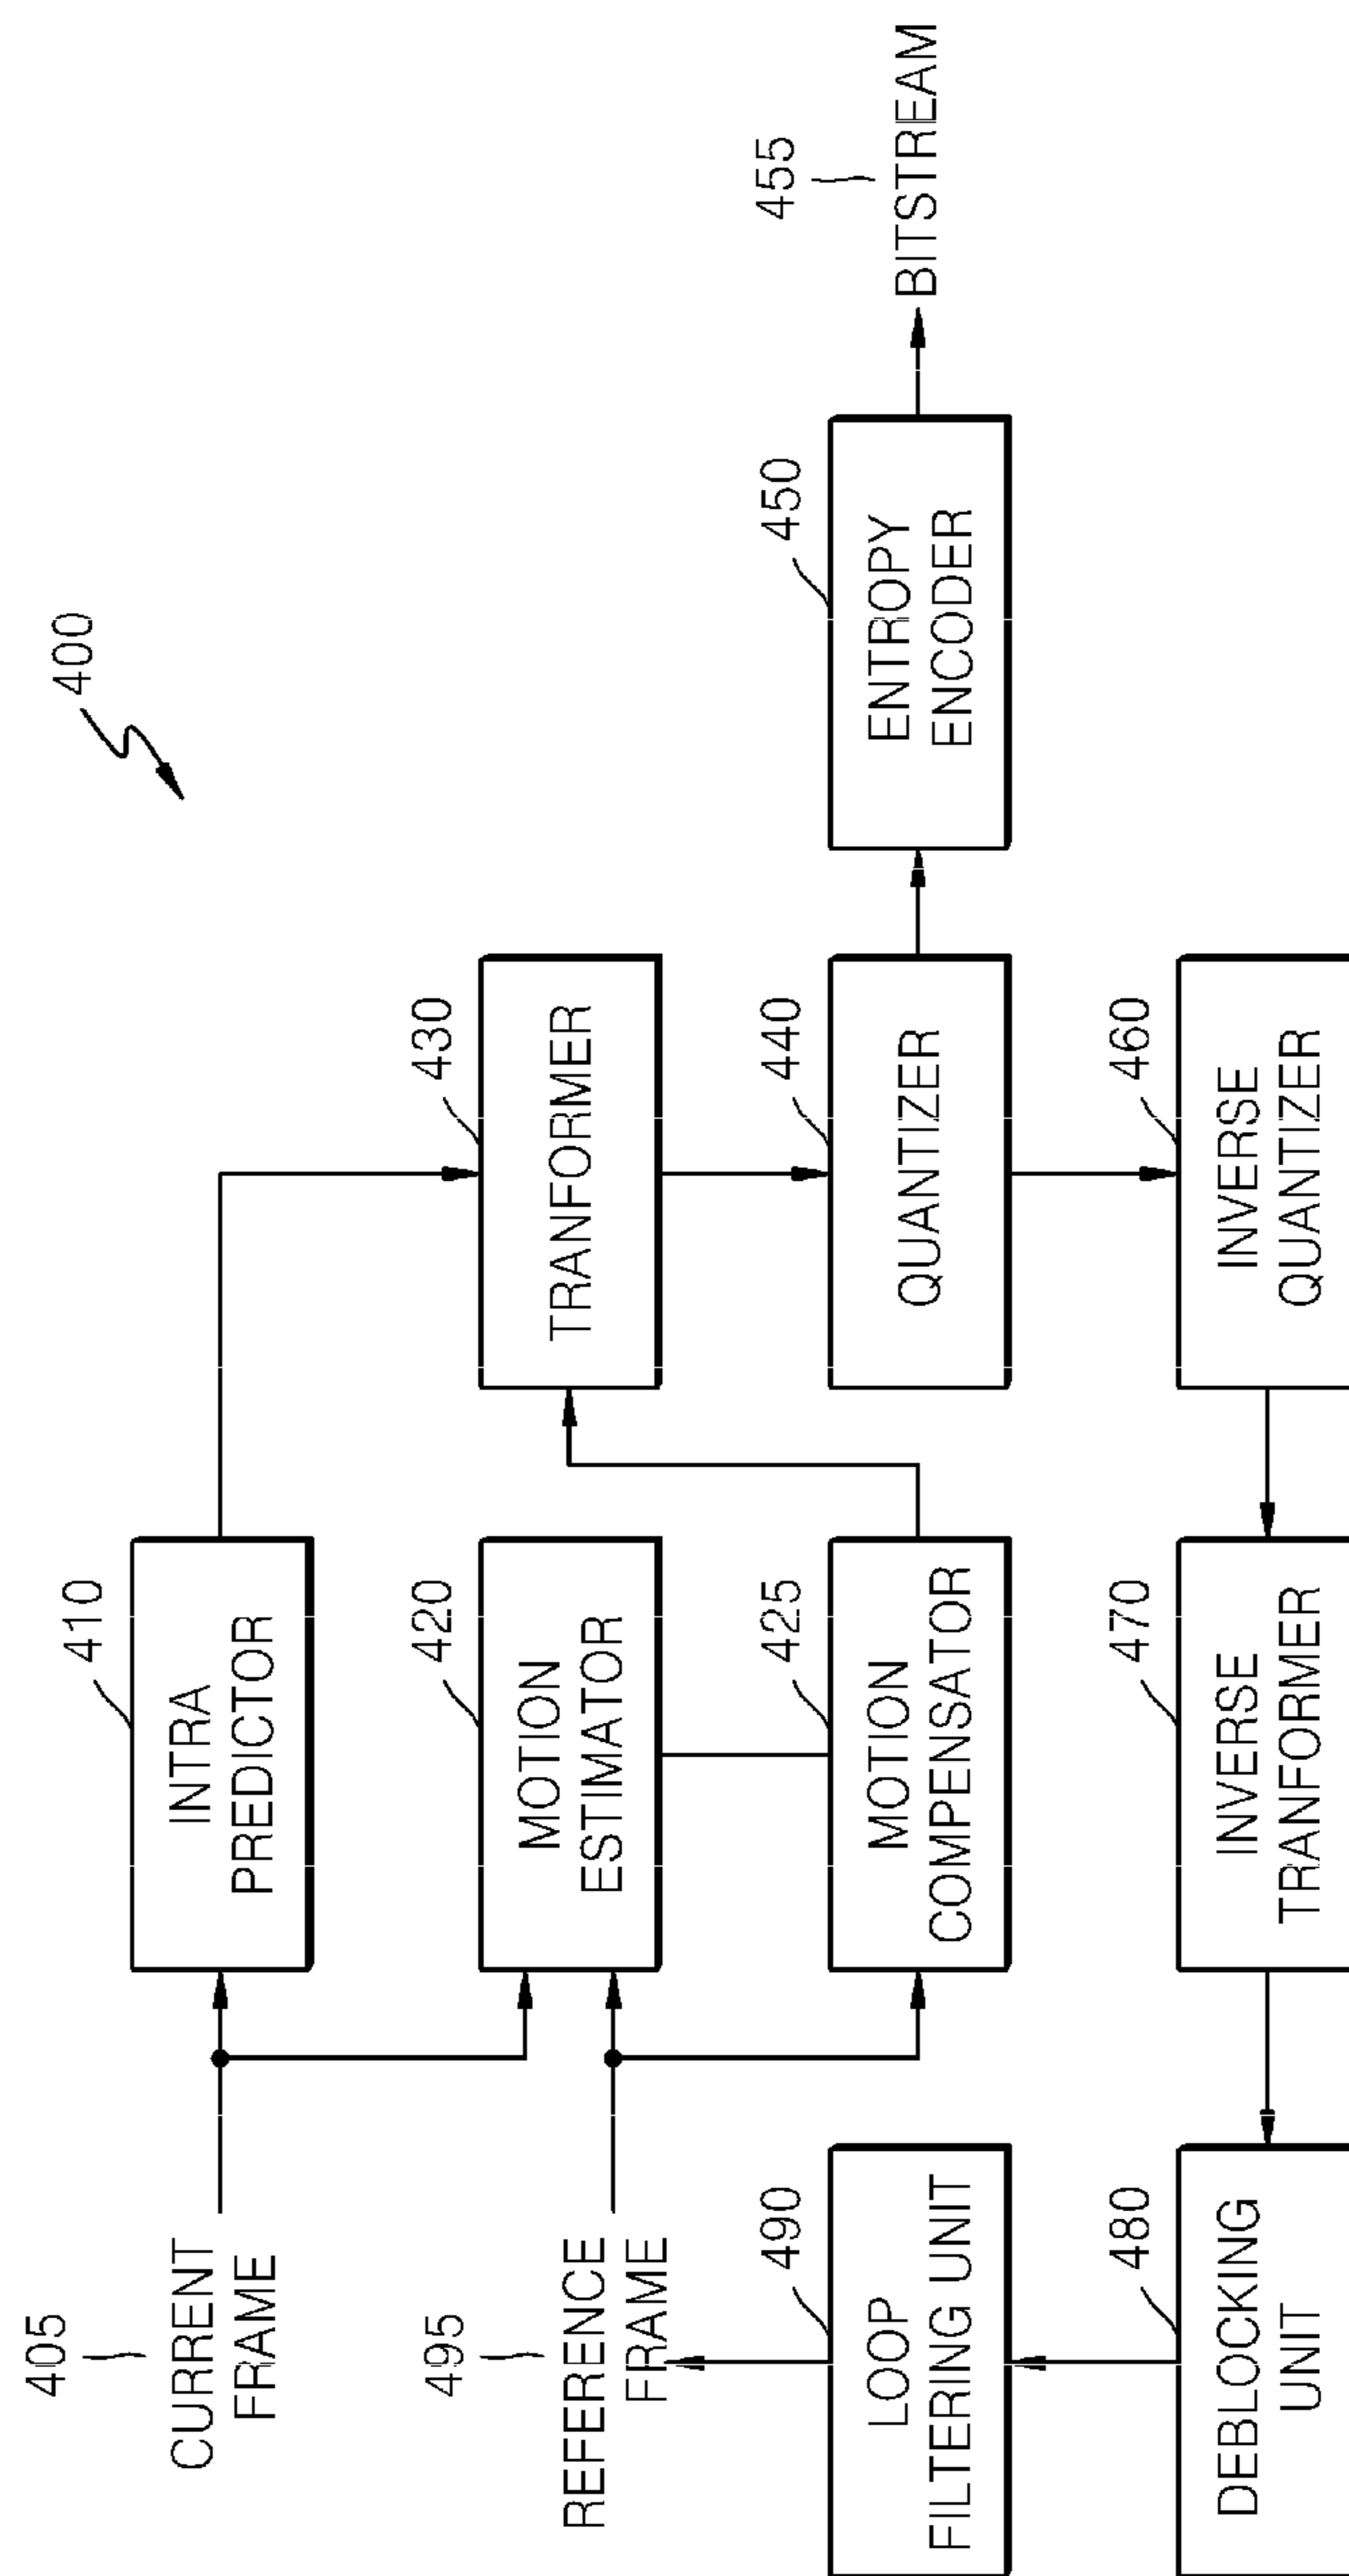 400
405
CURRENT
FRAME
410
INTRA
PREDICTOR
495
REFERENCE
FRAME
420
MOTION
ESTIMATOR
430
TRANFORMER
490
LOOP
FILTERING UNIT
425
MOTION
COMPENSATOR
440
QUANTIZER
450
ENTROPY
ENCODER
455
BITSTREAM
480
DEBLOCKING
UNIT
470
INVERSE
TRANFORMER
460
INVERSE
QUANTIZER